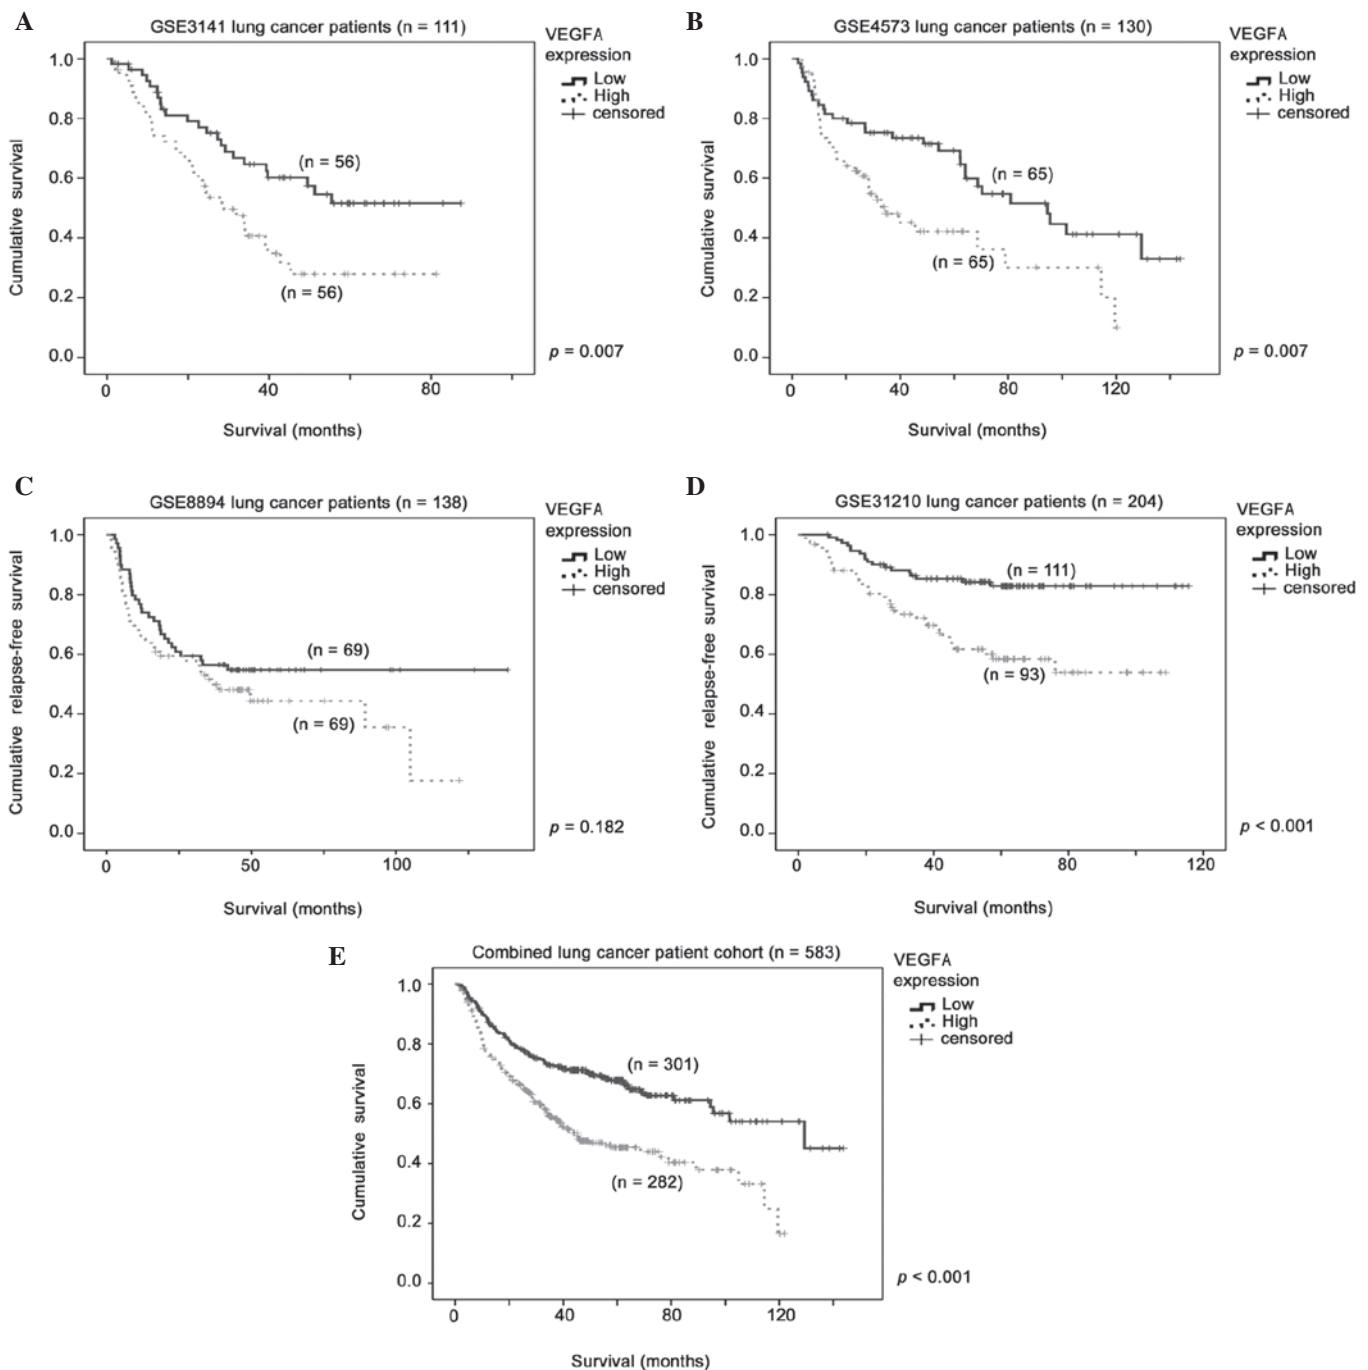 A
GSE3141 lung cancer patients (n = 111)
VEGFA
expression
Low
High
censored
Cumulative survival
1.0
0.8
0.6
0.4
0.2
0.0
(n = 56)
(n = 56)
p = 0.007
0
40
80
Survival (months)
B
GSE4573 lung cancer patients (n = 130)
VEGFA
expression
Low
High
censored
Cumulative survival
1.0
0.8
0.6
0.4
0.2
0.0
(n = 65)
(n = 65)
p = 0.007
0
40
80
120
Survival (months)
C
GSE8894 lung cancer patients (n = 138)
VEGFA
expression
Low
High
censored
Cumulative relapse-free survival
1.0
0.8
0.6
0.4
0.2
0.0
(n = 69)
(n = 69)
p = 0.182
0
50
100
Survival (months)
D
GSE31210 lung cancer patients (n = 204)
VEGFA
expression
Low
High
censored
Cumulative relapse-free survival
1.0
0.8
0.6
0.4
0.2
0.0
(n = 111)
(n = 93)
p < 0.001
0
40
80
120
Survival (months)
E
Combined lung cancer patient cohort (n = 583)
VEGFA
expression
Low
High
censored
Cumulative survival
1.0
0.8
0.6
0.4
0.2
0.0
(n = 301)
(n = 282)
p < 0.001
0
40
80
120
Survival (months)